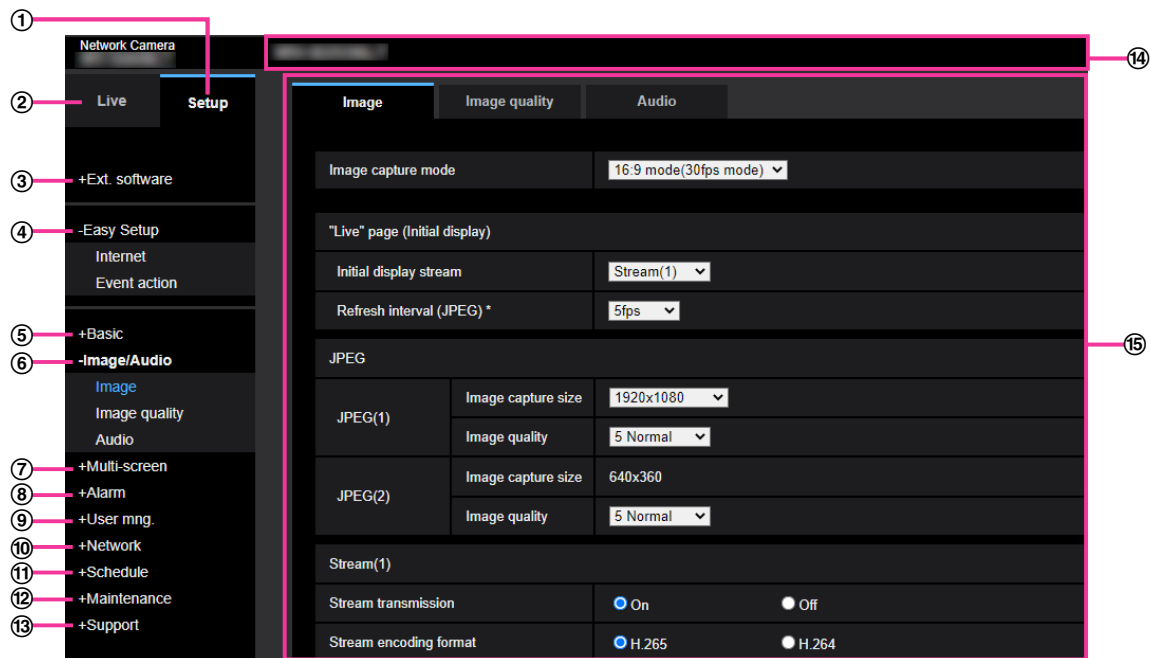 ①
Network Camera
⑭
② Live Setup
Image Image quality Audio
Image capture mode 16:9 mode(30fps mode)
③ +Ext. software
④ -Easy Setup
Internet
Event action
"Live" page (Initial display)
Initial display stream Stream(1)
Refresh interval (JPEG) * 5fps
⑤ +Basic
⑥ -Image/Audio
Image
Image quality
Audio
⑮
JPEG
JPEG(1) Image capture size 1920x1080
Image quality 5 Normal
JPEG(2) Image capture size 640x360
Image quality 5 Normal
⑦ +Multi-screen
⑧ +Alarm
⑨ +User mng.
⑩ +Network
⑪ +Schedule
⑫ +Maintenance
⑬ +Support
Stream(1)
Stream transmission On Off
Stream encoding format H.265 H.264